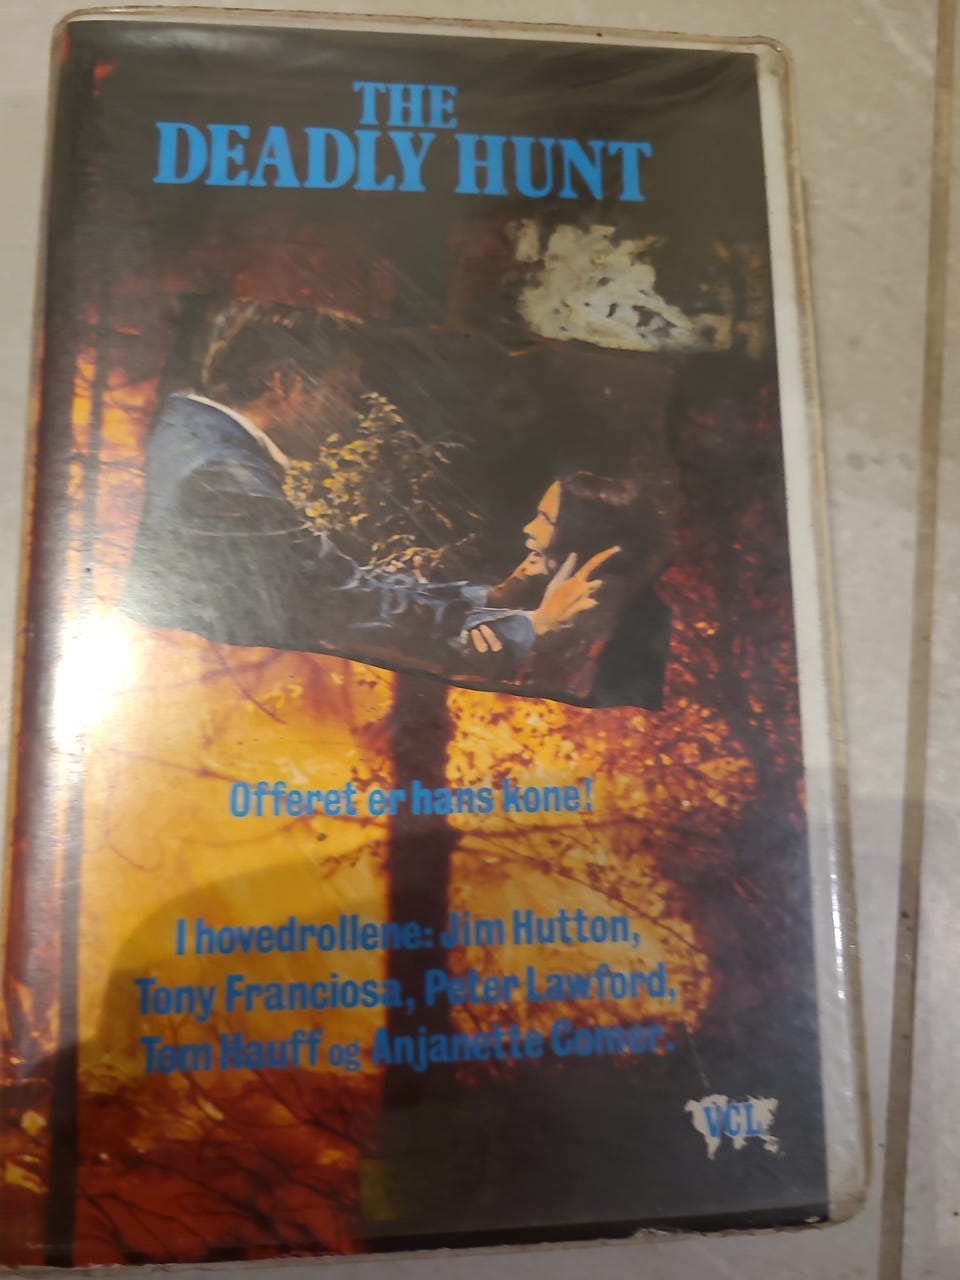 THE
DEADLY HUNT
Offeret er hans kone!
I hovedrollene: Jim Hutton,
Tony Franciosa, Peter Lawford,
Tom Hauff og Anjanette Comer.
VCL